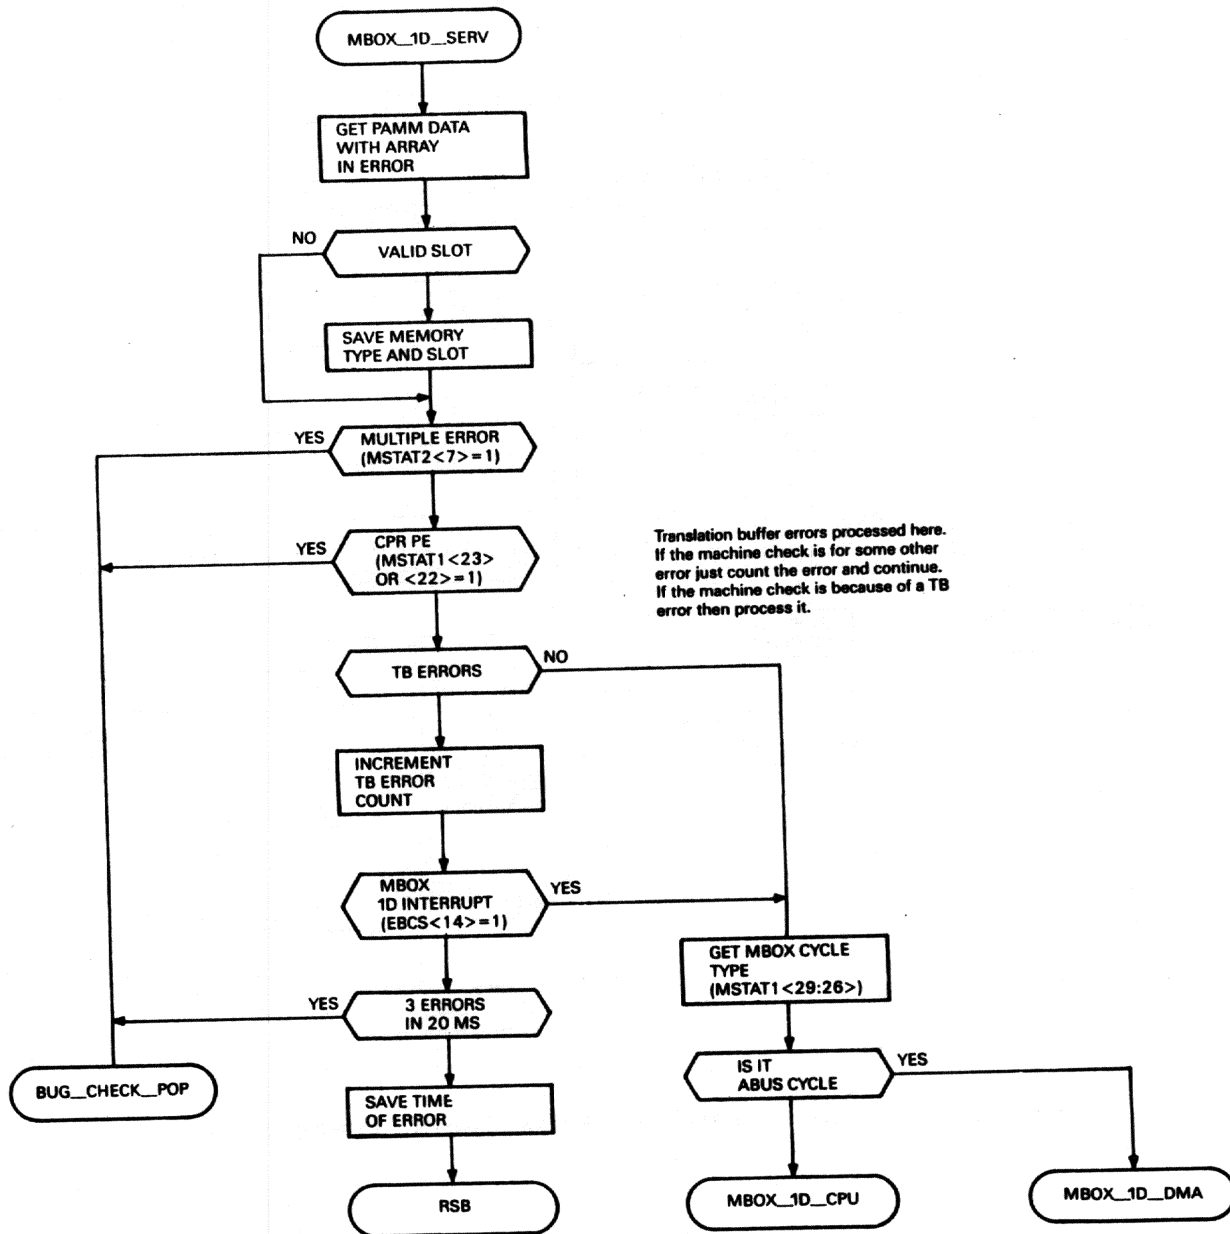 MBOX__1D__SERV
GET PAMM DATA
WITH ARRAY
IN ERROR
NO
VALID SLOT
SAVE MEMORY
TYPE AND SLOT
YES
MULTIPLE ERROR
(MSTAT2<7>=1)
YES
CPR PE
(MSTAT1<23>
OR <22>=1)
Translation buffer errors processed here.
If the machine check is for some other
error just count the error and continue.
If the machine check is because of a TB
error then process it.
TB ERRORS
NO
INCREMENT
TB ERROR
COUNT
MBOX
1D INTERRUPT
(EBCS<14>=1)
YES
GET MBOX CYCLE
TYPE
(MSTAT1<29:26>)
YES
3 ERRORS
IN 20 MS
IS IT
ABUS CYCLE
YES
BUG__CHECK__POP
SAVE TIME
OF ERROR
RSB
MBOX__1D__CPU
MBOX__1D__DMA